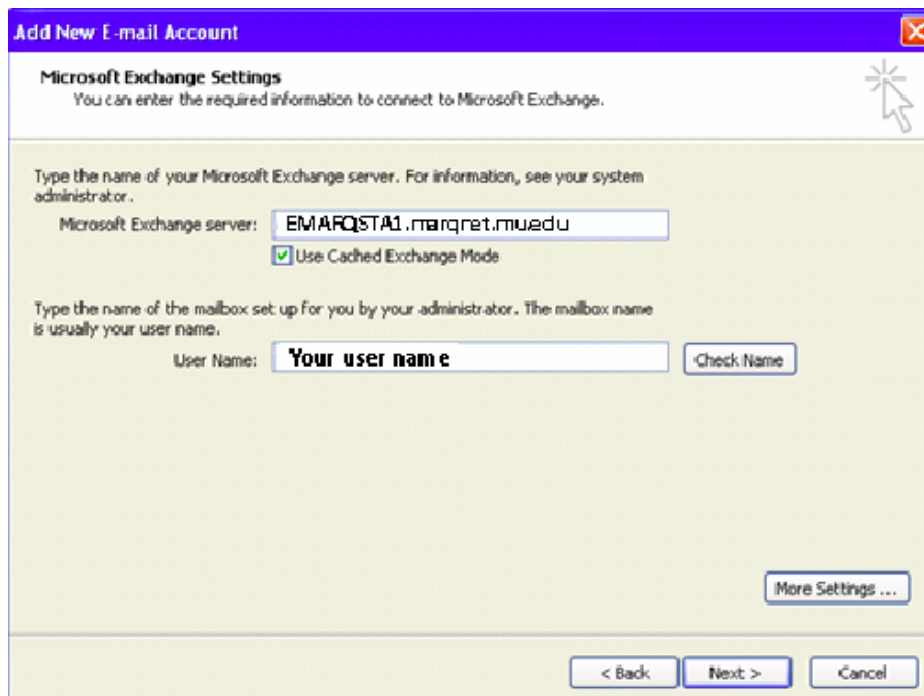 Add New E-mail Account
Microsoft Exchange Settings
You can enter the required information to connect to Microsoft Exchange.
Type the name of your Microsoft Exchange server. For information, see your system
administrator.
Microsoft Exchange server: EMARQSTA1.marqnet.mu.edu
Use Cached Exchange Mode
Type the name of the mailbox set up for you by your administrator. The mailbox name
is usually your user name.
User Name: Your user name Check Name
More Settings ...
< Back Next > Cancel